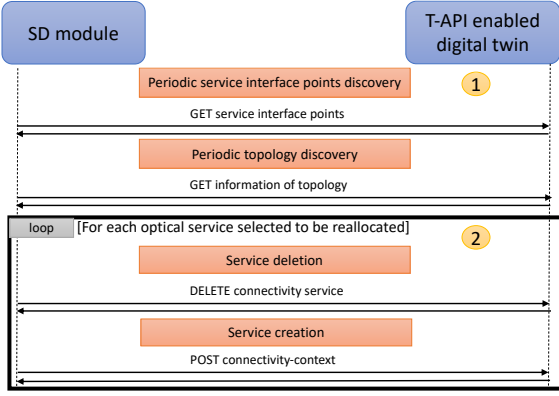 SD module
T-API enabled
digital twin
Periodic service interface points discovery
1
GET service interface points
Periodic topology discovery
GET information of topology
loop [For each optical service selected to be reallocated]
2
Service deletion
DELETE connectivity service
Service creation
POST connectivity-context